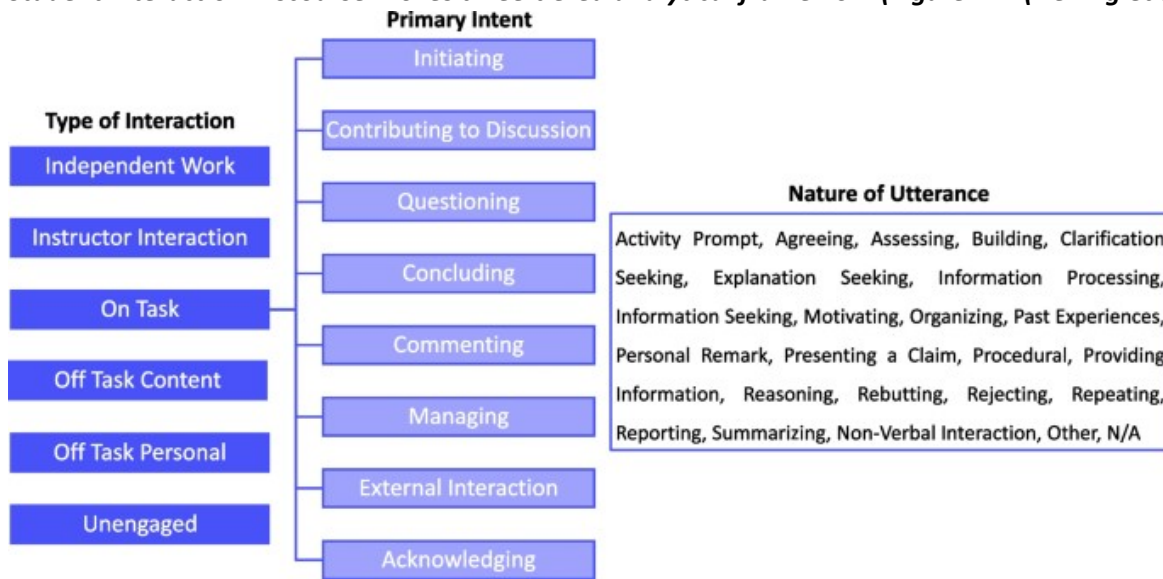 Primary Intent
Initiating
Contributing to Discussion
Questioning
Concluding
Commenting
Managing
External Interaction
Acknowledging
Type of Interaction
Independent Work
Instructor Interaction
On Task
Off Task Content
Off Task Personal
Unengaged
Nature of Utterance
Activity Prompt, Agreeing, Assessing, Building, Clarification
Seeking, Explanation Seeking, Information Processing,
Information Seeking, Motivating, Organizing, Past Experiences,
Personal Remark, Presenting a Claim, Procedural, Providing
Information, Reasoning, Rebutting, Rejecting, Repeating,
Reporting, Summarizing, Non-Verbal Interaction, Other, N/A